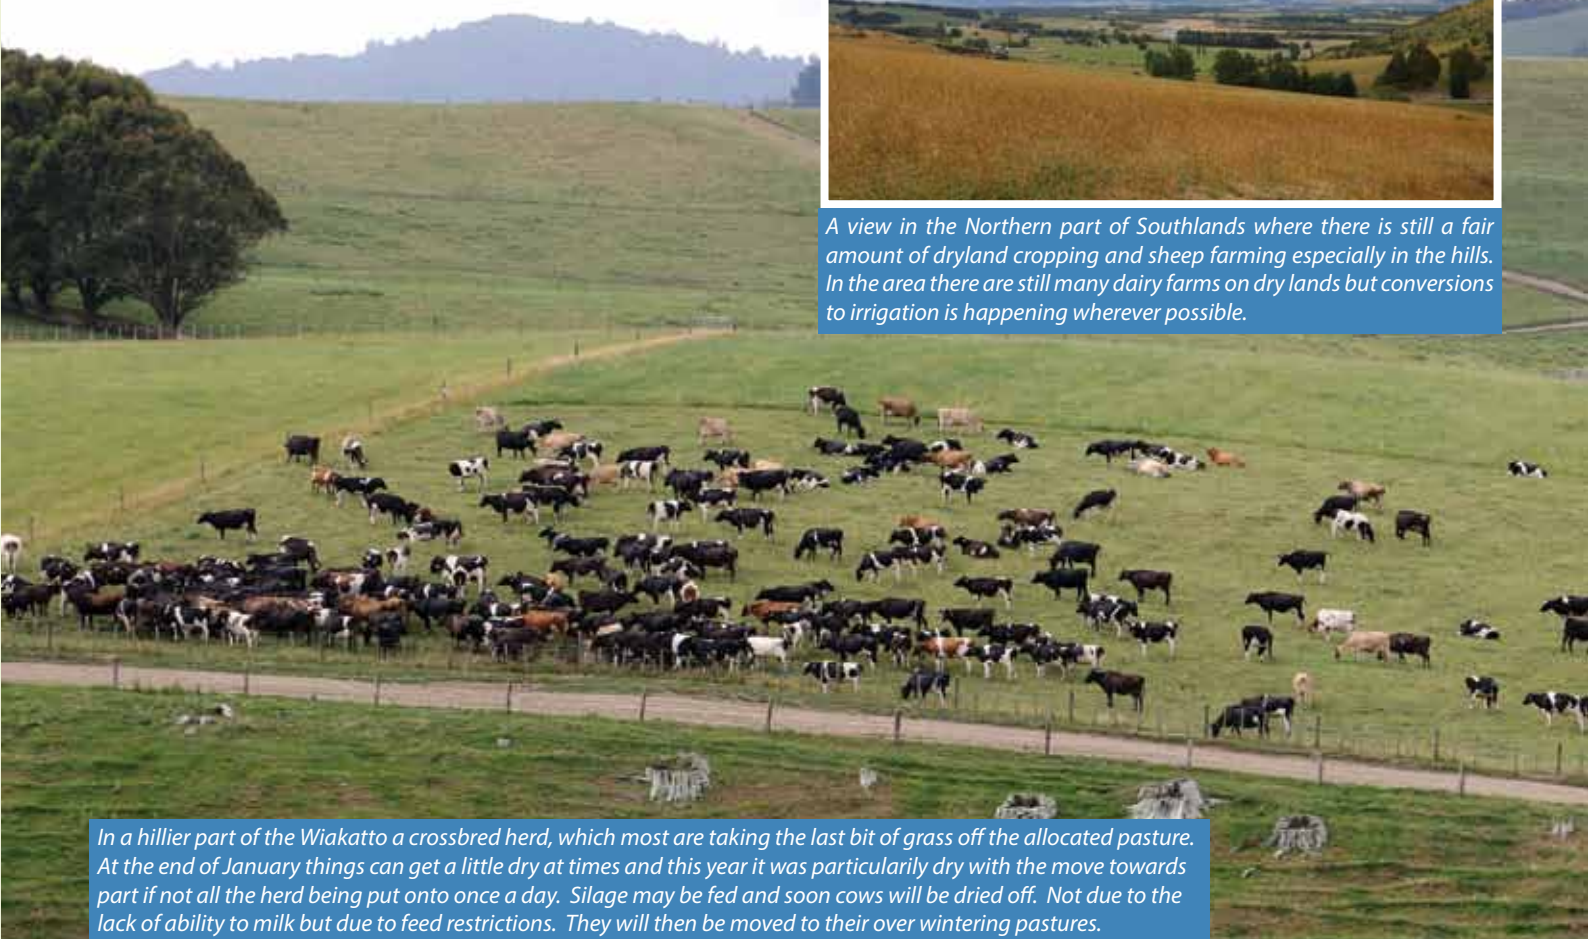 A view in the Northern part of Southlands where there is still a fair
amount of dryland cropping and sheep farming especially in the hills.
In the area there are still many dairy farms on dry lands but conversions
to irrigation is happening wherever possible.
In a hillier part of the Wiakatto a crossbred herd, which most are taking the last bit of grass off the allocated pasture.
At the end of January things can get a little dry at times and this year it was particularily dry with the move towards
part if not all the herd being put onto once a day.  Silage may be fed and soon cows will be dried off.  Not due to the
lack of ability to milk but due to feed restrictions.  They will then be moved to their over wintering pastures.